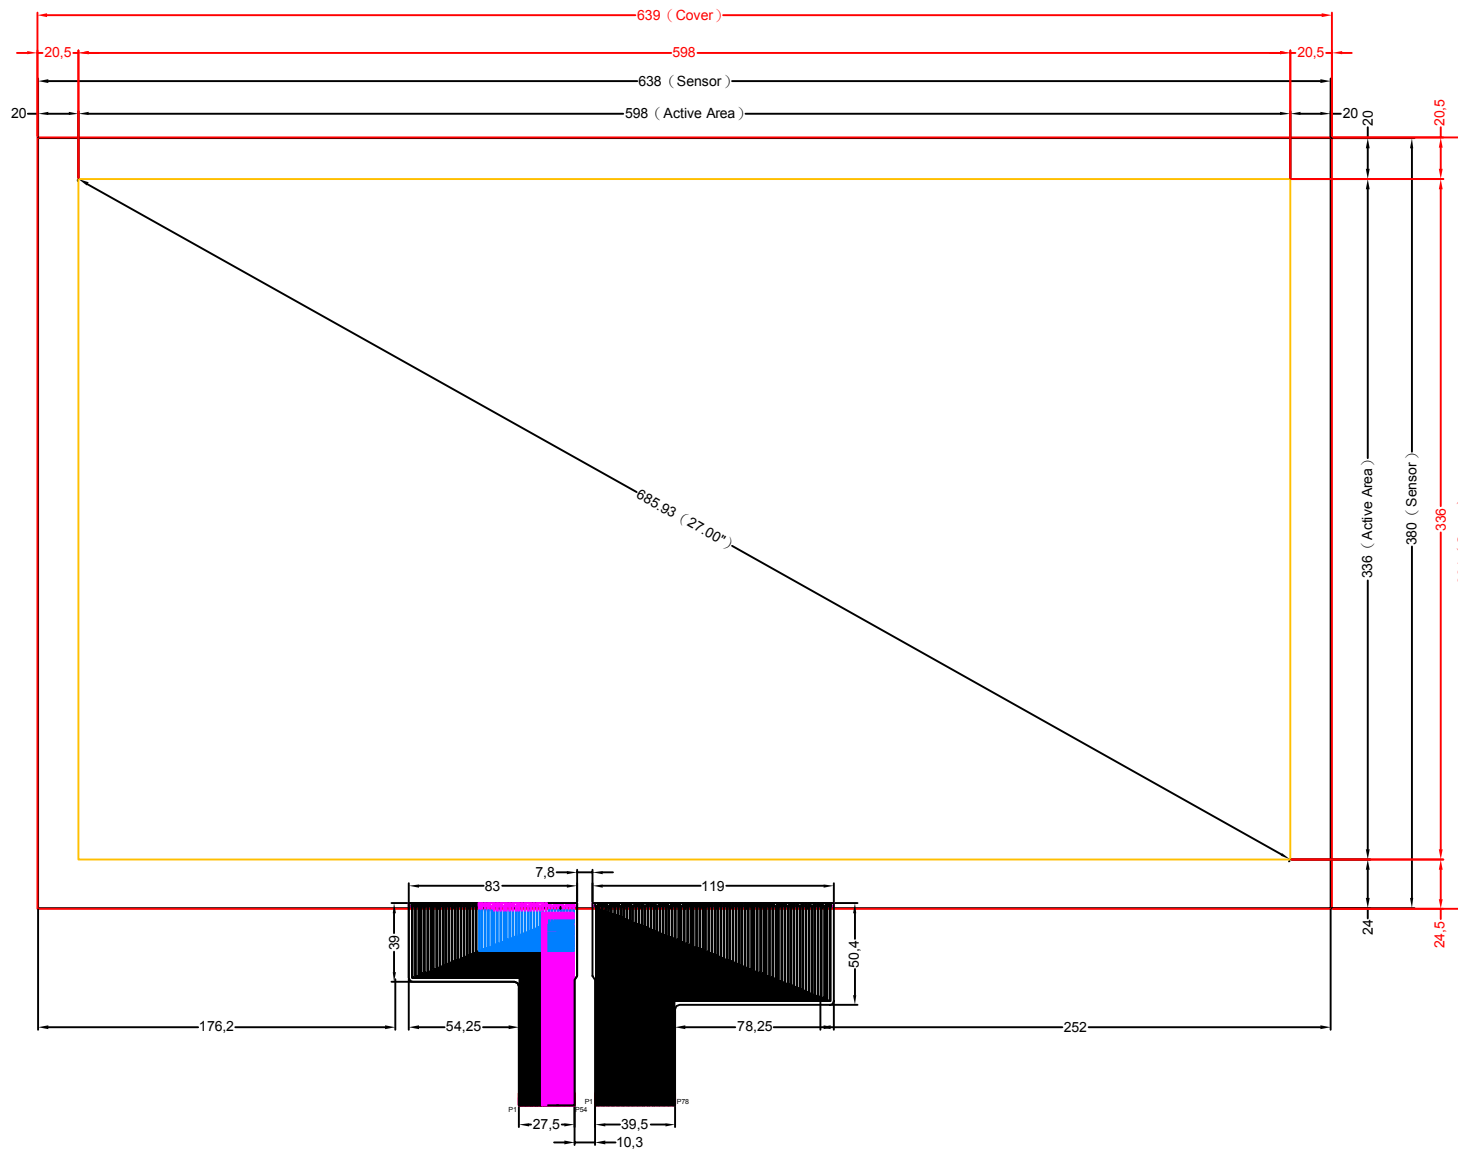 639（Cover）
20,5
598
20,5
638（Sensor）
20
598（Active Area）
20
20
20,5
685.93（27.00"）
336（Active Area）
380（Sensor）
336
7,8
83
119
39
50,4
24
24,5
176,2
54,25
78,25
252
P1
P54
P1
P78
27,5
39,5
10,3